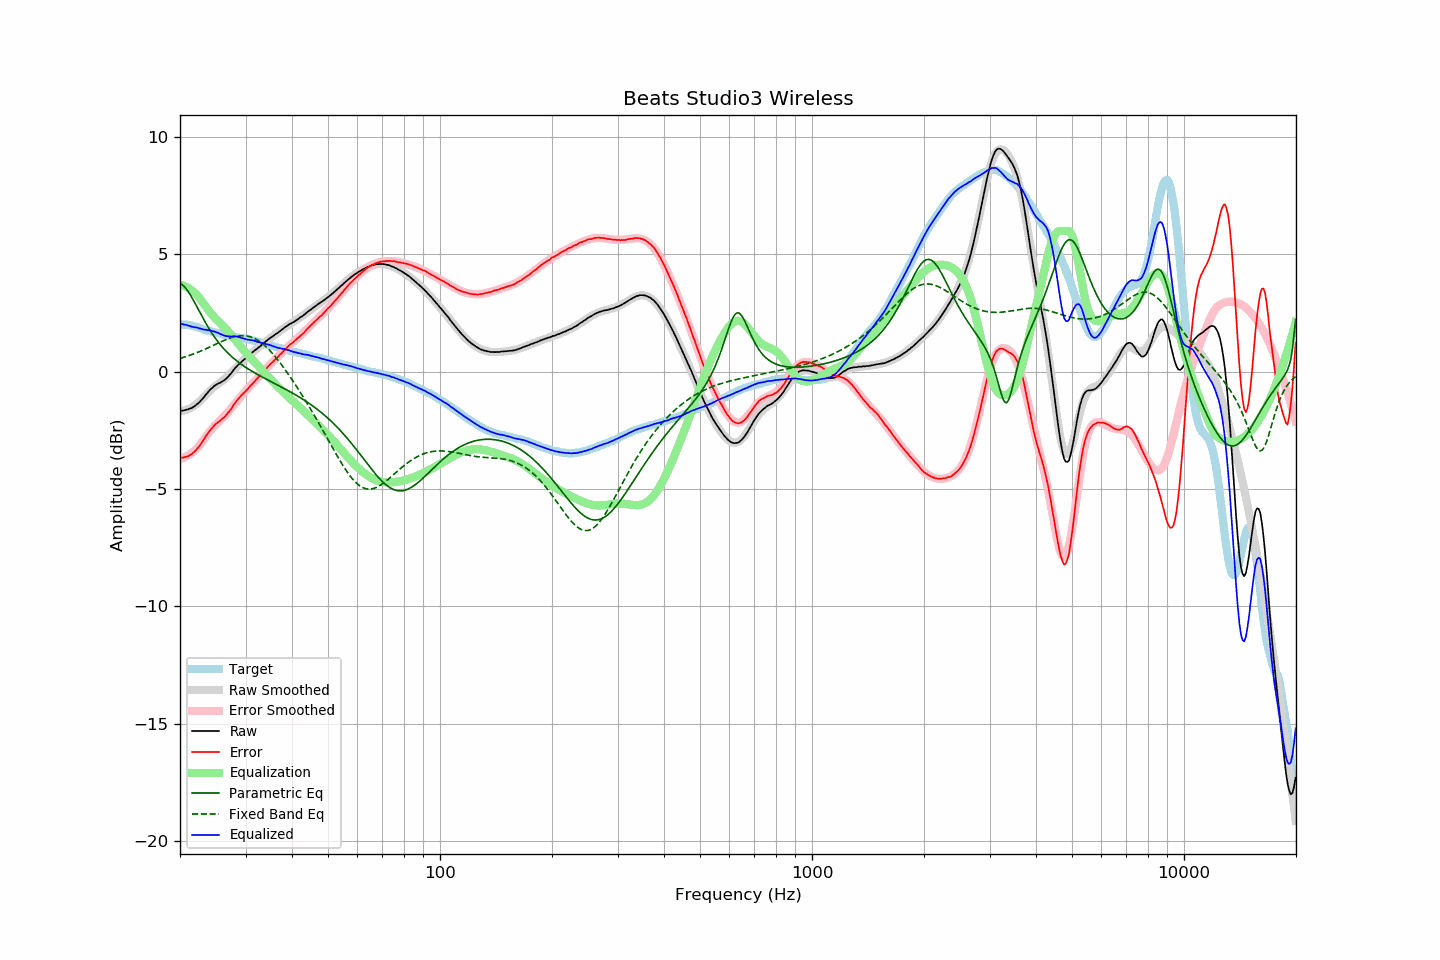 Beats Studio3 Wireless
Amplitude (dBr)
10
5
0
−5
−10
−15
−20
Target
Raw Smoothed
Error Smoothed
Raw
Error
Equalization
Parametric Eq
Fixed Band Eq
Equalized
100
1000
10000
Frequency (Hz)